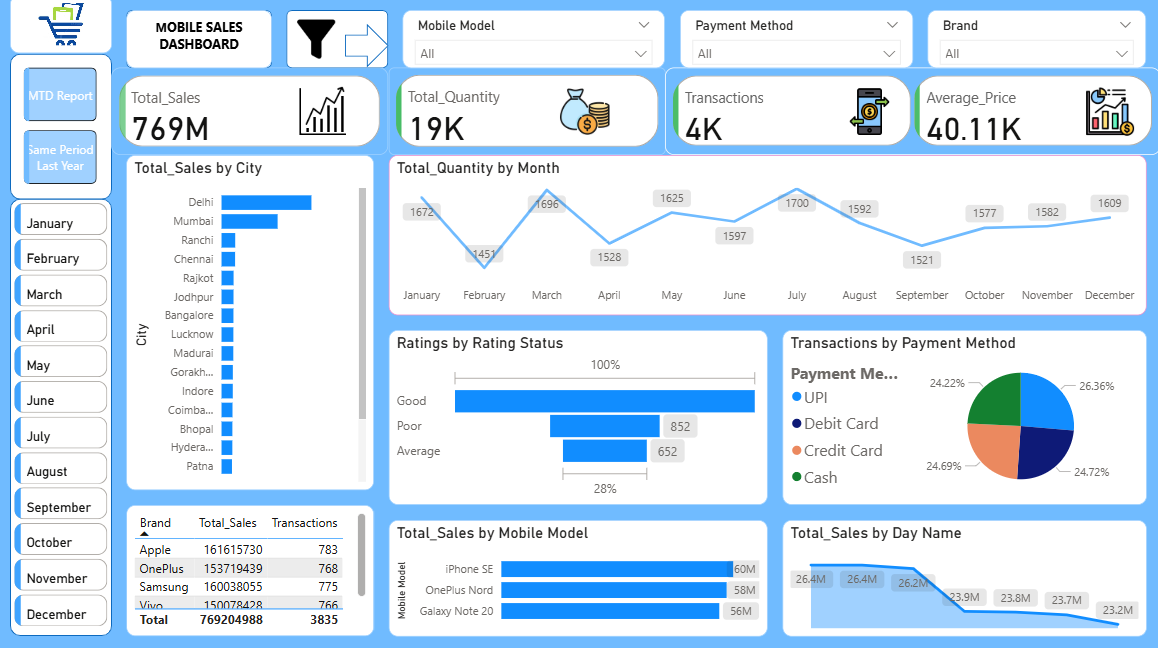 MOBILE SALES
DASHBOARD
Mobile Model
All
Payment Method
All
Brand
All
MTD Report
Same Period
Last Year
Total_Sales
769M
Total_Quantity
19K
Transactions
4K
Average_Price
40.11K
January
February
March
April
May
June
July
August
September
October
November
December
Total_Sales by City
City
Delhi
Mumbai
Ranchi
Chennai
Rajkot
Jodhpur
Bangalore
Lucknow
Madurai
Gorakh...
Indore
Coimba...
Bhopal
Hydera...
Patna
Total_Quantity by Month
1672 1451 1696 1528 1625 1597 1700 1592 1521 1577 1582 1609
January February March April May June July August September October November December
Ratings by Rating Status
100%
Good
Poor 852
Average 652
28%
Transactions by Payment Method
Payment Me...
UPI
Debit Card
Credit Card
Cash
24.22% 26.36%
24.69% 24.72%
Brand Total_Sales Transactions
Apple 161615730 783
OnePlus 153719439 768
Samsung 160038055 775
Vivo 150078428 766
Total 769204988 3835
Total_Sales by Mobile Model
Mobile Model
iPhone SE 60M
OnePlus Nord 58M
Galaxy Note 20 56M
Total_Sales by Day Name
26.4M 26.4M 26.2M 23.9M 23.8M 23.7M 23.2M